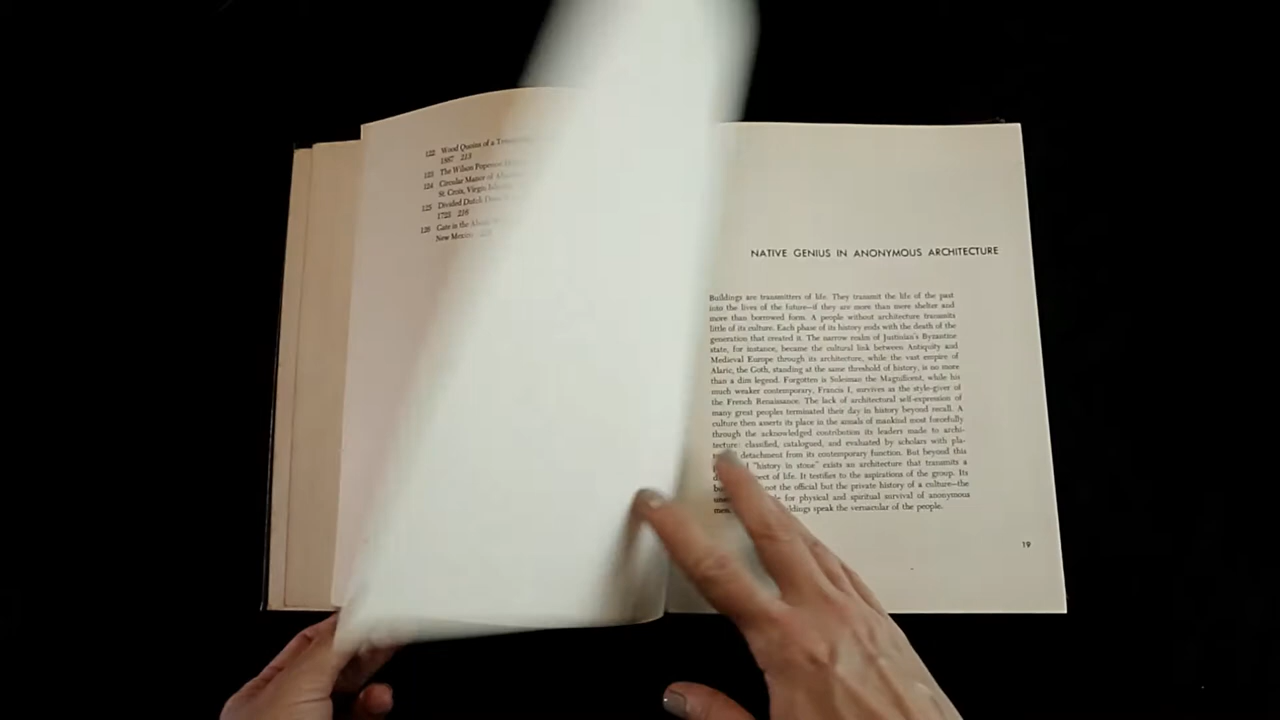 122 Wood Quoins of a
1887 213
123 The Wilson
124 Circular Manor of
St. Croix, Virgin
125 Divided Dutch Door
1725 216
126 Gate in the
New Mexico
NATIVE GENIUS IN ANONYMOUS ARCHITECTURE
Buildings are transmitters of life. They transmit the life of the past
into the lives of the future—if they are more than mere shelter and
more than borrowed form. A people without architecture transmits
little of its culture. Each phase of its history ends with the death of the
generation that created it. The narrow realm of Justinian's Byzantine
state, for instance, became the cultural link between Antiquity and
Medieval Europe through its architecture, while the vast empire of
Alaric, the Goth, standing at the same threshold of history, is no more
than a dim legend. Forgotten is Suleiman the Magnificent, while his
much weaker contemporary, Francis I, survives as the style-giver of
the French Renaissance. The lack of architectural self-expression of
many great peoples terminated their day in history beyond recall. A
culture then asserts its place in the annals of mankind most forcefully
through the acknowledged contribution its leaders made to archi-
tecture: classified, catalogued, and evaluated by scholars with pla-
detachment from its contemporary function. But beyond this
"history in stone" exists an architecture that transmits a
aspect of life. It testifies to the aspirations of the group. Its
not the official but the private history of a culture—the
for physical and spiritual survival of anonymous
men. buildings speak the vernacular of the people.
19